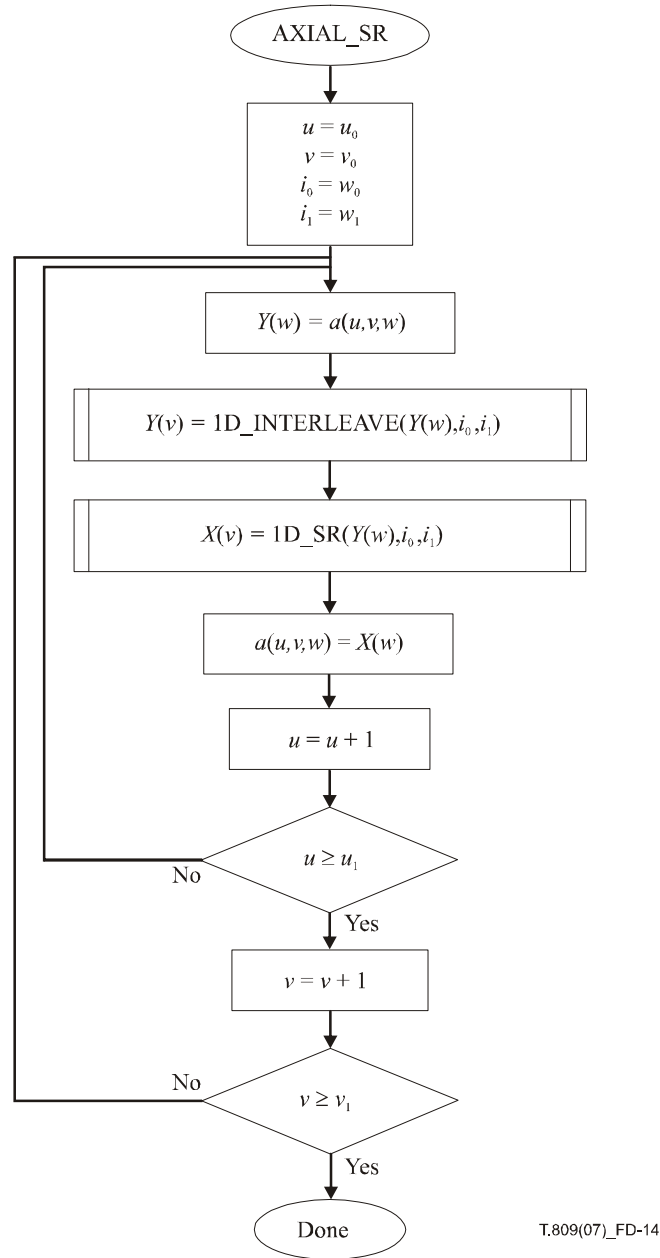 AXIAL_SR
u = u₀
v = v₀
i₀ = w₀
i₁ = w₁
Y(w) = a(u,v,w)
Y(v) = 1D_INTERLEAVE(Y(w),i₀,i₁)
X(v) = 1D_SR(Y(w),i₀,i₁)
a(u,v,w) = X(w)
u = u + 1
u ≥ u₁
No
Yes
v = v + 1
No
v ≥ v₁
Yes
Done
T.809(07)_FD-14